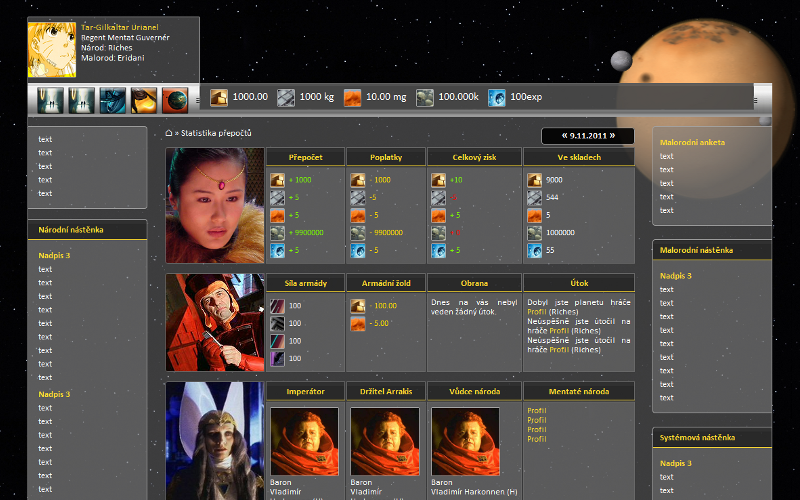 Tar-Gilkaltar Urianel
Regent Mentat Guvernér
Národ: Riches
Malorod: Eridani
1000.00
1000 kg
10.00 mg
100.000k
100exp
text
text
text
text
text
Národní nástěnka
Nadpis 3
text
text
text
text
text
text
text
text
text
Nadpis 3
text
text
text
text
text
text
text
» Statistika přepočtů
« 9.11.2011 »
Přepočet
+ 1000
+ 5
+ 5
+ 9900000
+ 5
Poplatky
- 1000
-5
- 5
- 9900000
- 5
Celkový zisk
+10
+ 5
+ 5
Ve skladech
9000
544
5
1000000
55
Síla armády
100
100
100
100
Armádní žold
- 100.00
- 5.00
Obrana
Dnes na vás nebyl
veden žádný útok.
Útok
Dobyl jste planetu hráče
Profil (Riches)
Neúspěšně jste útočil na
hráče Profil (Riches)
Neúspěšně jste útočil na
hráče Profil (Riches)
Imperátor
Baron
Vladimír
Držitel Arrakis
Baron
Vladimír
Vůdce národa
Baron
Vladimír Harkonnen (H)
Mentaté národa
Profil
Profil
Profil
Profil
Malorodní anketa
text
text
text
text
text
Malorodní nástěnka
Nadpis 3
text
text
text
text
text
text
text
text
text
Systémová nástěnka
Nadpis 3
text
text